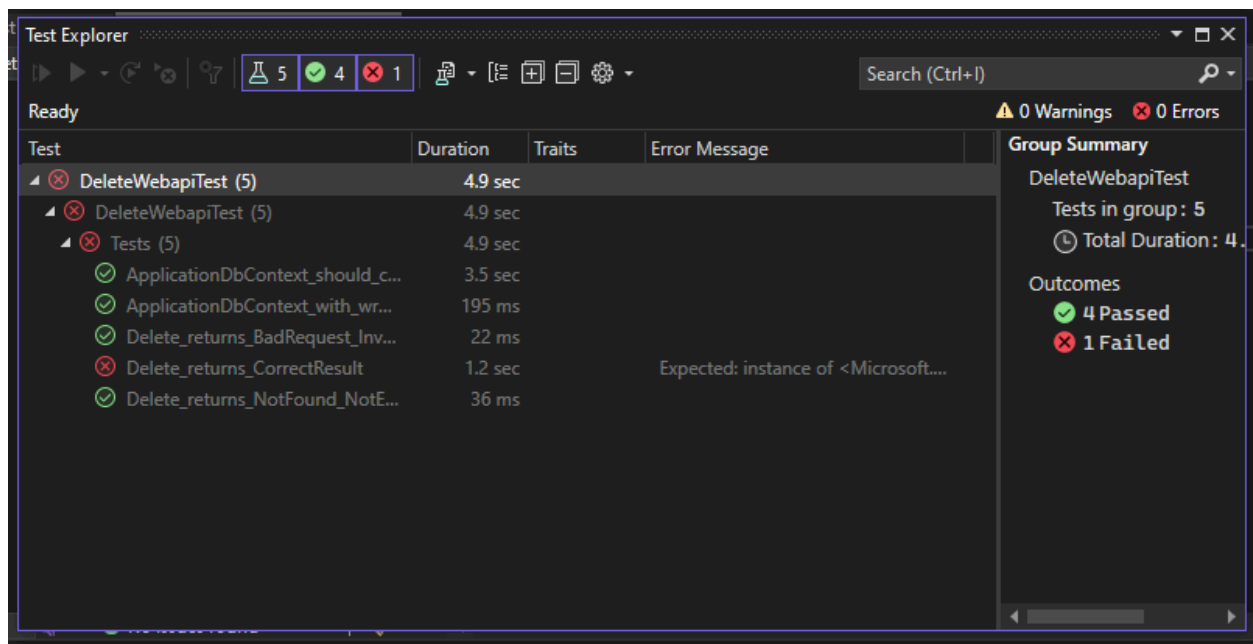 Test Explorer
5 4 1
Search (Ctrl+I)
Ready
0 Warnings 0 Errors
Test Duration Traits Error Message
DeleteWebapiTest (5) 4.9 sec
DeleteWebapiTest (5) 4.9 sec
Tests (5) 4.9 sec
ApplicationDbContext_should_c... 3.5 sec
ApplicationDbContext_with_wr... 195 ms
Delete_returns_BadRequest_Inv... 22 ms
Delete_returns_CorrectResult 1.2 sec Expected: instance of <Microsoft....
Delete_returns_NotFound_NotE... 36 ms
Group Summary
DeleteWebapiTest
Tests in group: 5
Total Duration: 4.
Outcomes
4 Passed
1 Failed